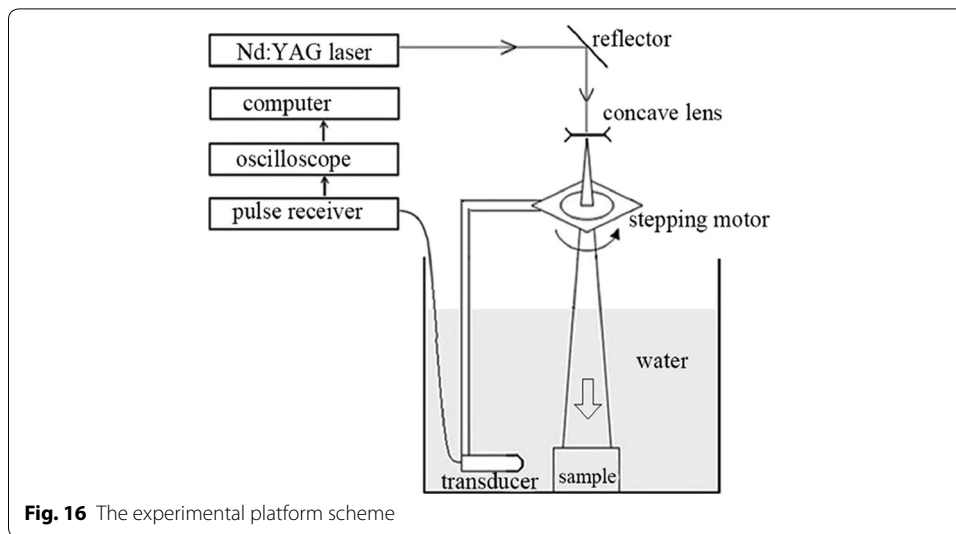 Nd:YAG laser
reflector
computer
concave lens
oscilloscope
pulse receiver
stepping motor
water
transducer
sample
Fig. 16 The experimental platform scheme